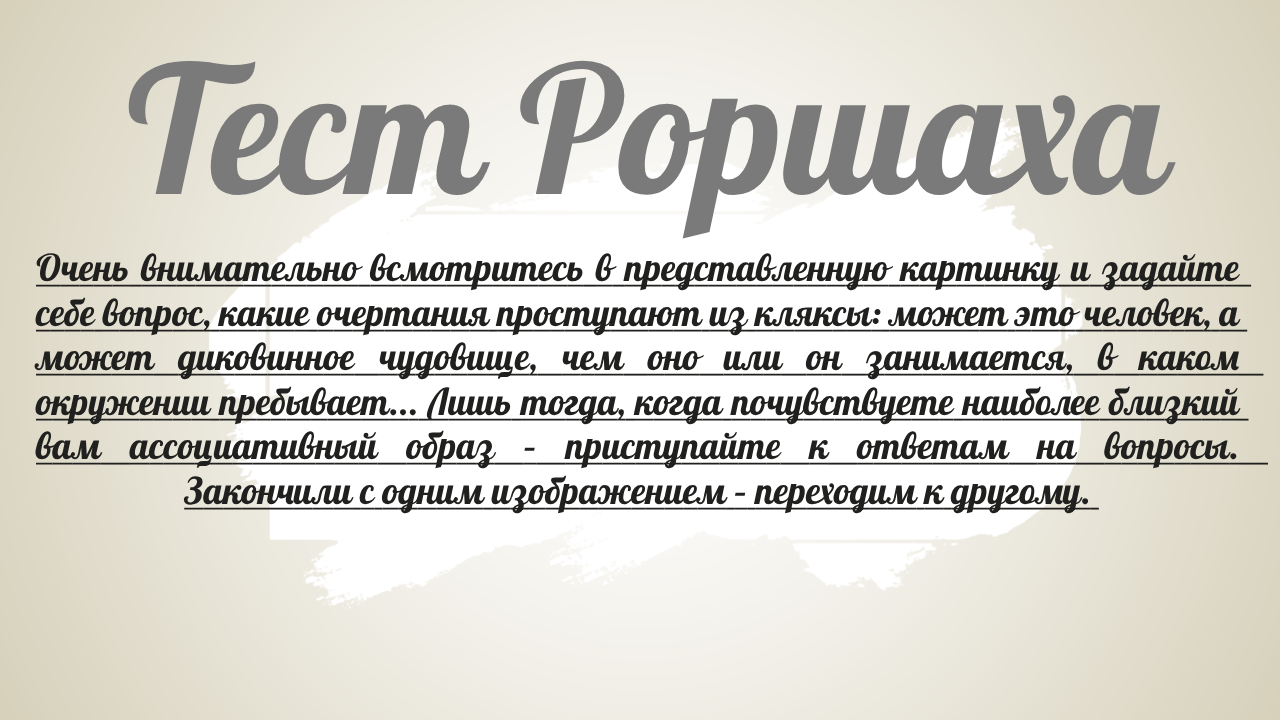 Тест Роршаха
Очень внимательно всмотритесь в представленную картинку и задайте
себе вопрос, какие очертания проступают из кляксы: может это человек, а
может диковинное чудовище, чем оно или он занимается, в каком
окружении пребывает... Лишь тогда, когда почувствуете наиболее близкий
вам ассоциативный образ - приступайте к ответам на вопросы.
Закончили с одним изображением - переходим к другому.